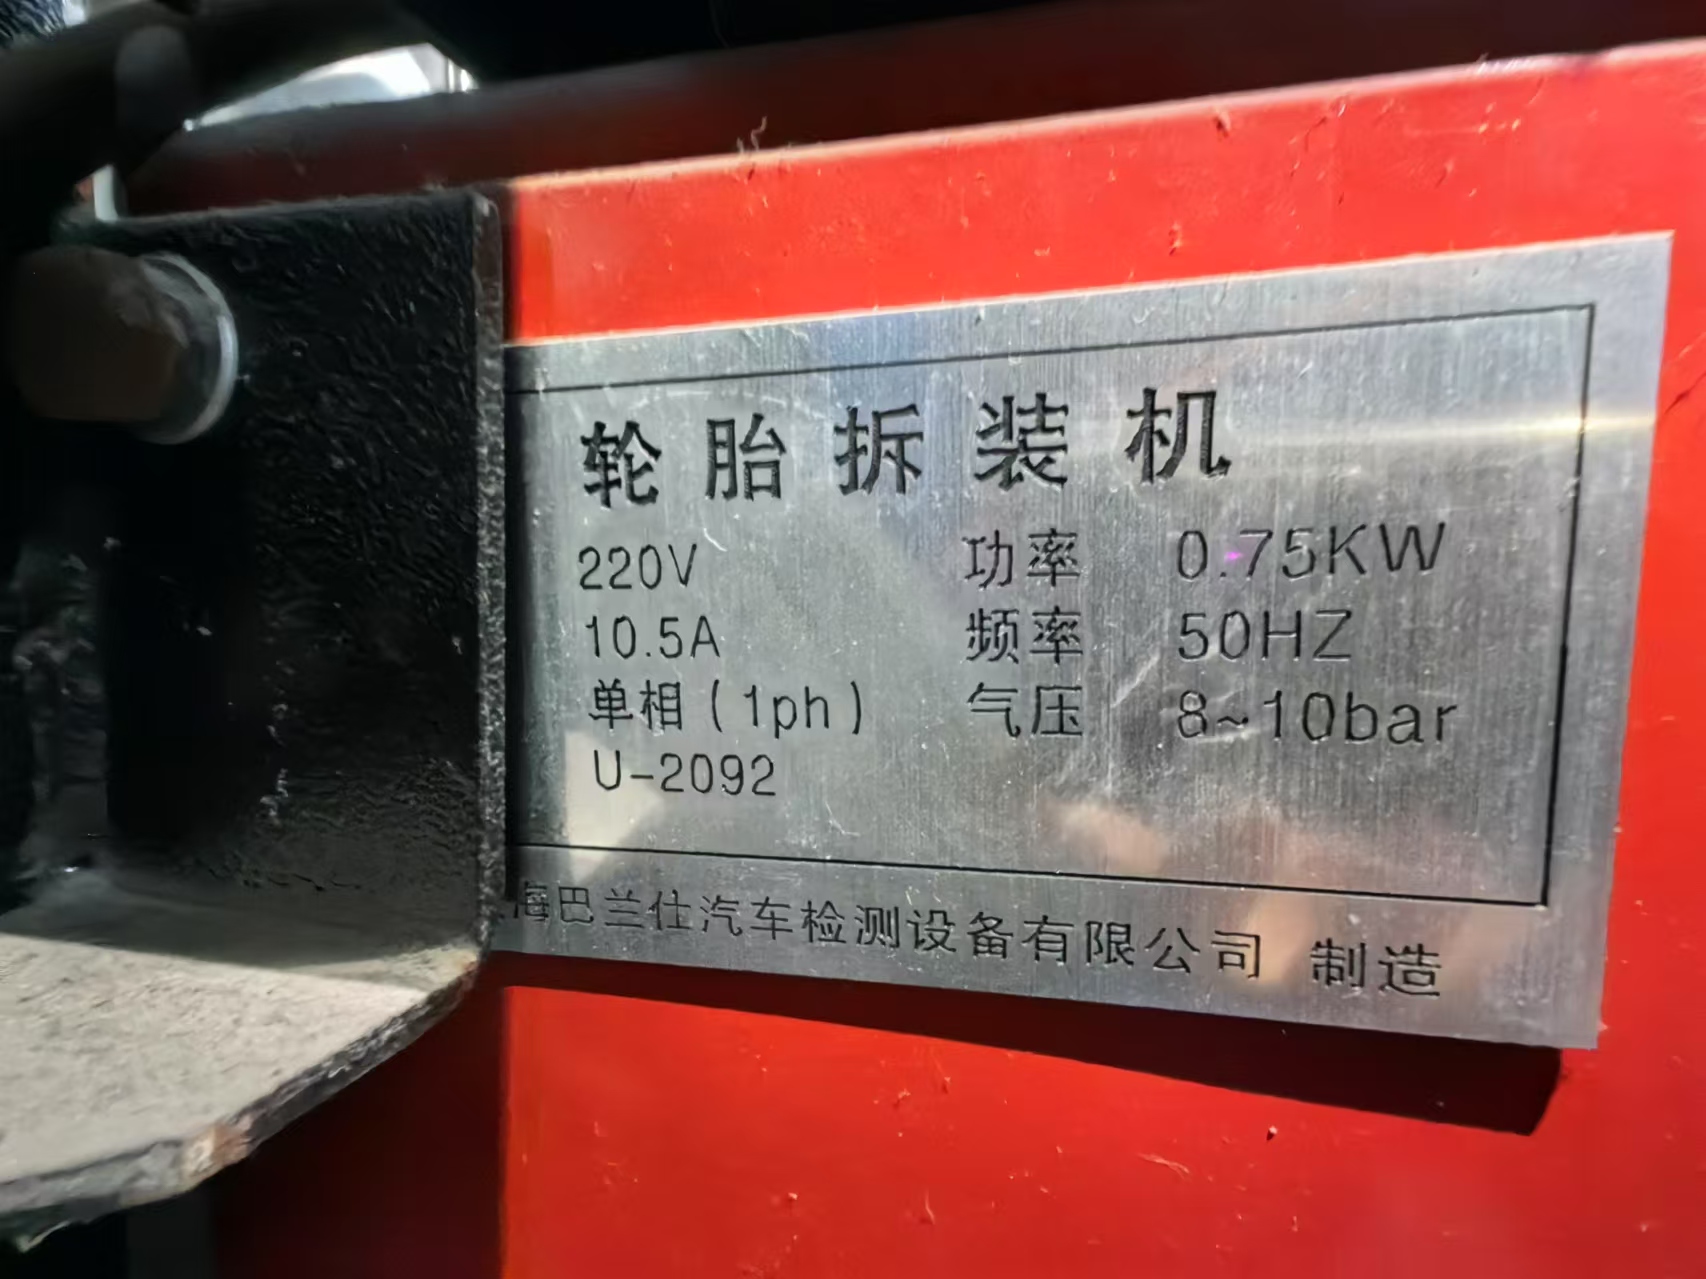 轮胎拆装机
220V 功率 0.75KW
10.5A 频率 50HZ
单相(1ph) 气压 8~10bar
U-2092
海巴兰仕汽车检测设备有限公司 制造